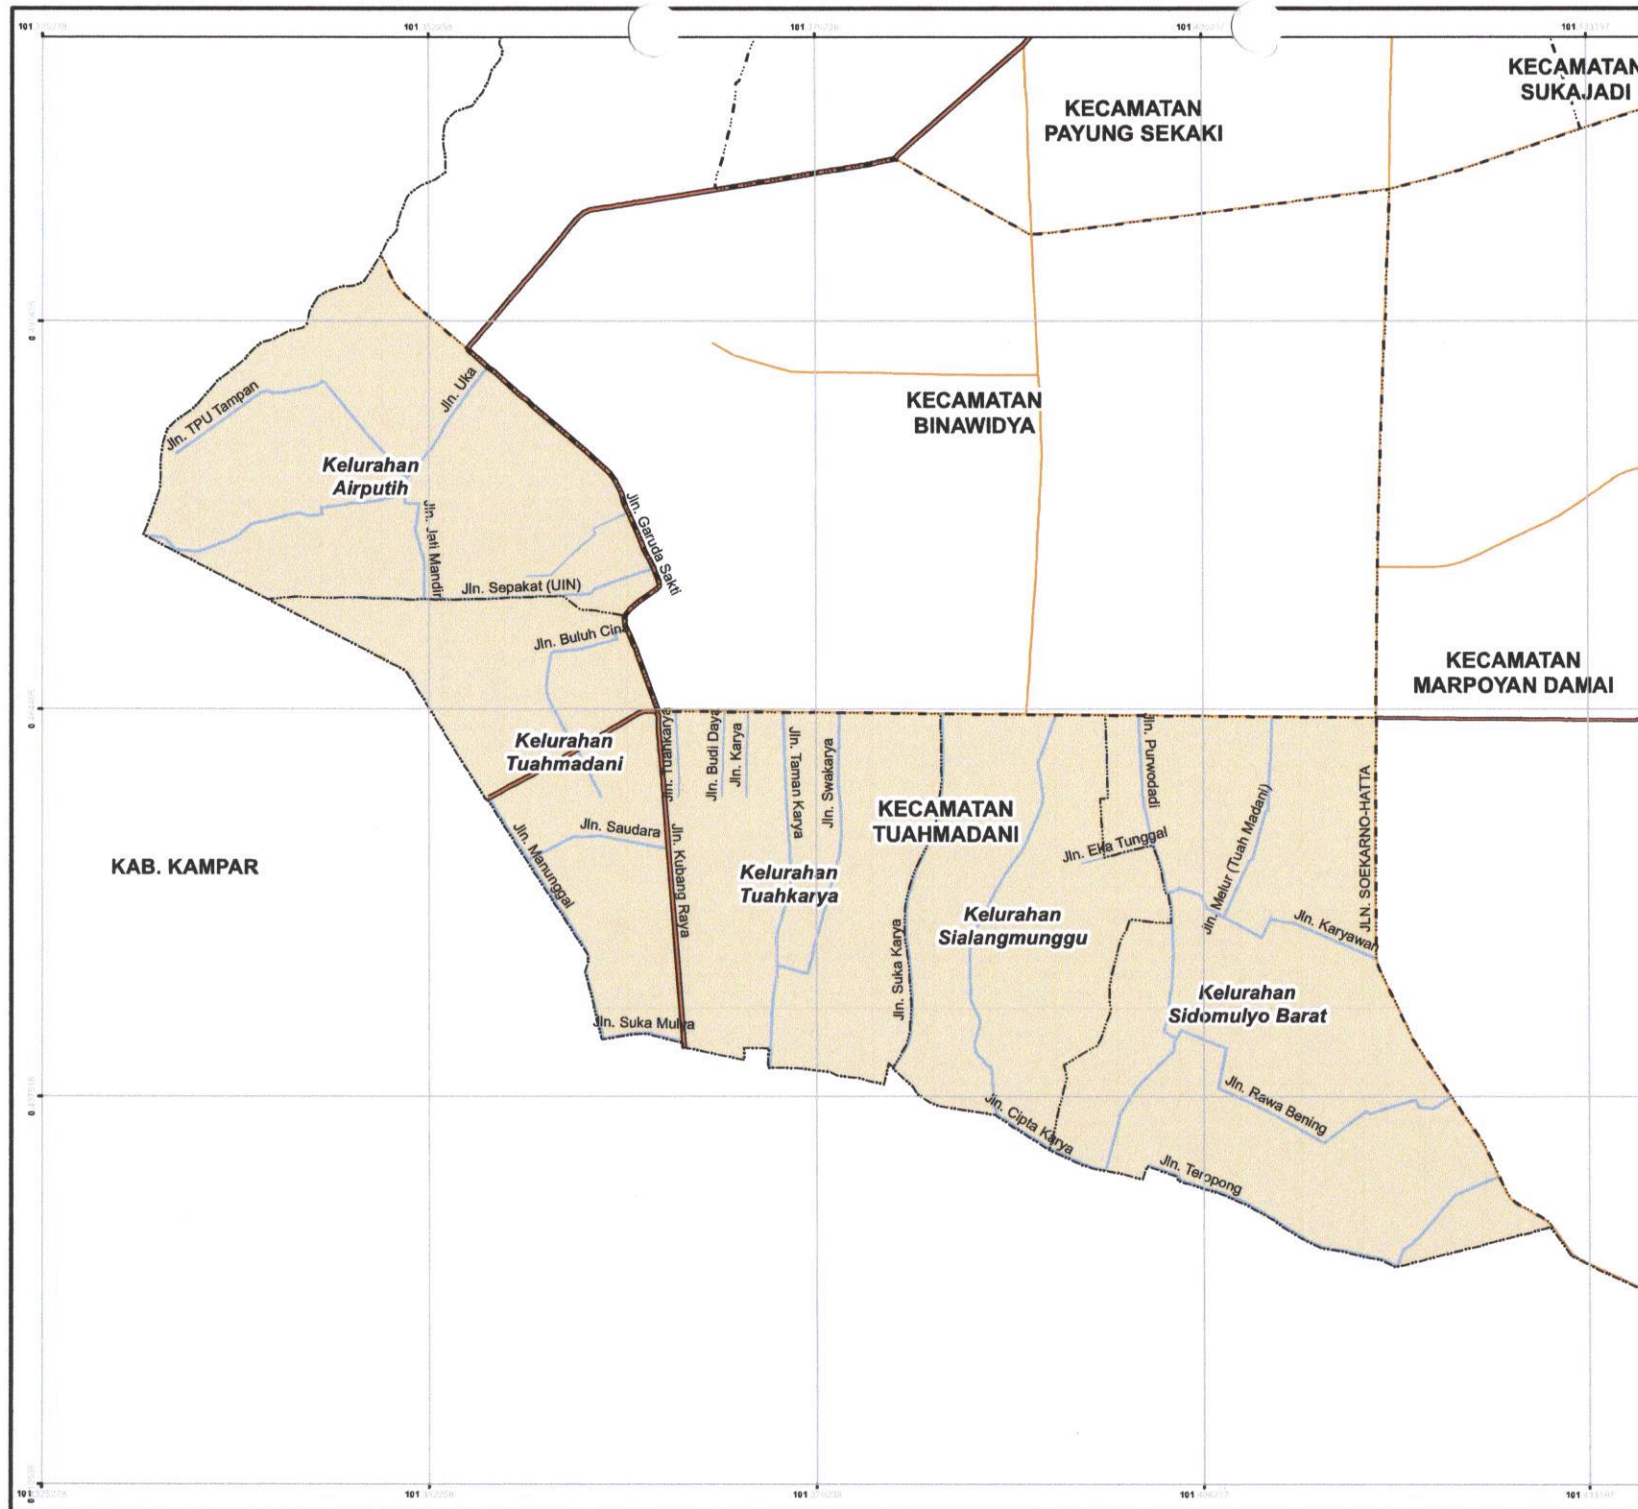 KECAMATAN
SUKAJADI
KECAMATAN
PAYUNG SEKAKI
KECAMATAN
BINAWIDYA
Jln. TPU Tampan
Jln. Uka
Kelurahan
Airputih
Jln. Jati Mandiri
Jln. Garuda Sakti
Jln. Sepakat (UIN)
Jln. Buluh Cina
KECAMATAN
MARPOYAN DAMAI
Kelurahan
Tuahmadani
Jln. Tuahkarya
Jln. Budi Daya
Jln. Karya
Jln. Taman Karya
Jln. Swakarya
KECAMATAN
TUAHMADANI
Jln. Purwodadi
Jln. Eka Tunggal
Jln. Melur (Tuah Madani)
JLN. SOEKARNO-HATTA
Jln. Saudara
Jln. Manunggal
Jln. Kubang Raya
KAB. KAMPAR
Kelurahan
Tuahkarya
Jln. Suka Karya
Kelurahan
Sialangmunggu
Jln. Karyawan
Kelurahan
Sidomulyo Barat
Jln. Suka Mulya
Jln. Cipta Karya
Jln. Rawa Bening
Jln. Teropong